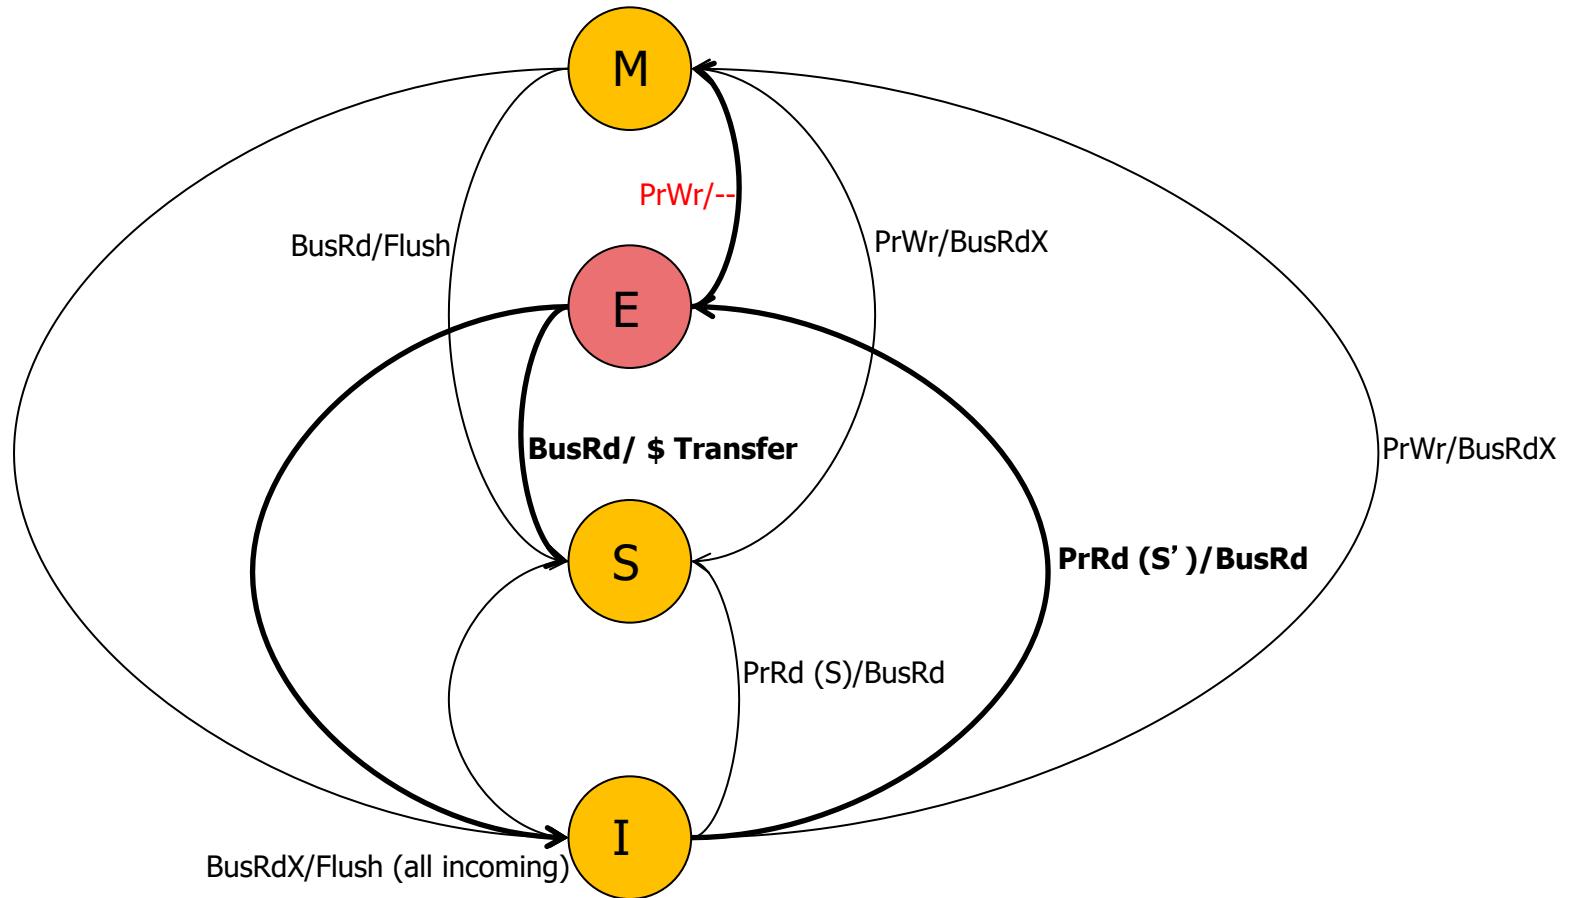 M
PrWr/--
BusRd/Flush
PrWr/BusRdX
E
BusRd/ $ Transfer
PrWr/BusRdX
S
PrRd (S’)/BusRd
PrRd (S)/BusRd
I
BusRdX/Flush (all incoming)